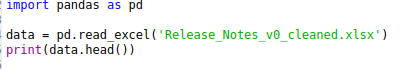 import pandas as pd
data = pd.read_excel('Release_Notes_v0_cleaned.xlsx')
print(data.head())